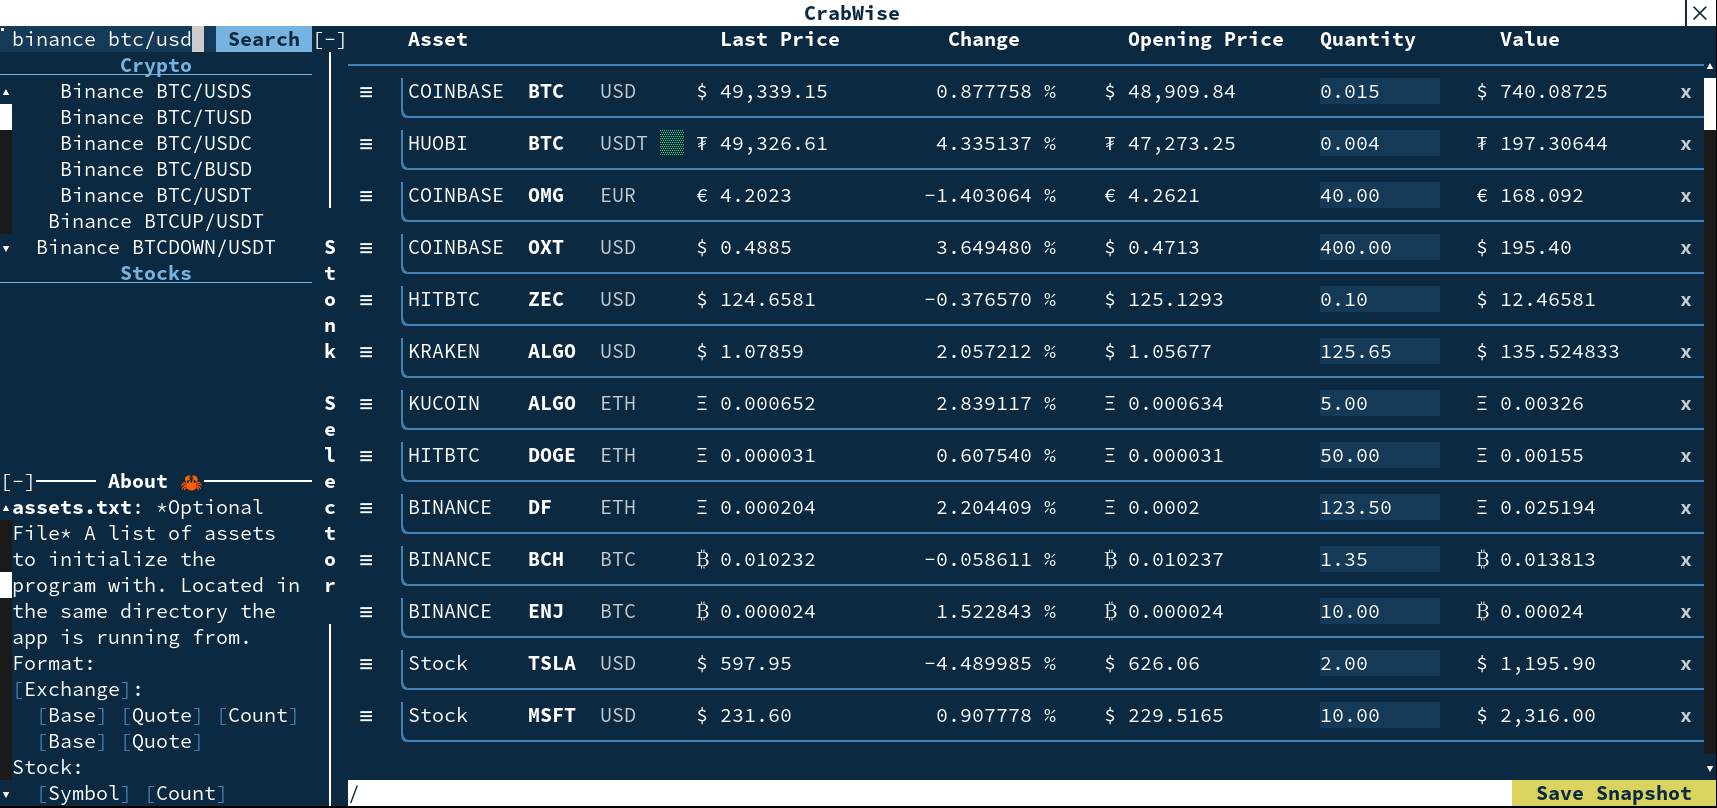 CrabWise
binance btc/usd Search [-]
Crypto
Binance BTC/USDS
Binance BTC/TUSD
Binance BTC/USDC
Binance BTC/BUSD
Binance BTC/USDT
Binance BTCUP/USDT
Binance BTCDOWN/USDT
Stocks
[-] About 🦀
assets.txt: *Optional
File* A list of assets
to initialize the
program with. Located in
the same directory the
app is running from.
Format:
[Exchange]:
[Base] [Quote] [Count]
[Base] [Quote]
Stock:
[Symbol] [Count]
Stonk Selector
Asset Last Price Change Opening Price Quantity Value
≡ COINBASE BTC USD $ 49,339.15 0.877758 % $ 48,909.84 0.015 $ 740.08725 x
≡ HUOBI BTC USDT ₮ 49,326.61 4.335137 % ₮ 47,273.25 0.004 ₮ 197.30644 x
≡ COINBASE OMG EUR € 4.2023 -1.403064 % € 4.2621 40.00 € 168.092 x
≡ COINBASE OXT USD $ 0.4885 3.649480 % $ 0.4713 400.00 $ 195.40 x
≡ HITBTC ZEC USD $ 124.6581 -0.376570 % $ 125.1293 0.10 $ 12.46581 x
≡ KRAKEN ALGO USD $ 1.07859 2.057212 % $ 1.05677 125.65 $ 135.524833 x
≡ KUCOIN ALGO ETH Ξ 0.000652 2.839117 % Ξ 0.000634 5.00 Ξ 0.00326 x
≡ HITBTC DOGE ETH Ξ 0.000031 0.607540 % Ξ 0.000031 50.00 Ξ 0.00155 x
≡ BINANCE DF ETH Ξ 0.000204 2.204409 % Ξ 0.0002 123.50 Ξ 0.025194 x
≡ BINANCE BCH BTC ₿ 0.010232 -0.058611 % ₿ 0.010237 1.35 ₿ 0.013813 x
≡ BINANCE ENJ BTC ₿ 0.000024 1.522843 % ₿ 0.000024 10.00 ₿ 0.00024 x
≡ Stock TSLA USD $ 597.95 -4.489985 % $ 626.06 2.00 $ 1,195.90 x
≡ Stock MSFT USD $ 231.60 0.907778 % $ 229.5165 10.00 $ 2,316.00 x
/ Save Snapshot